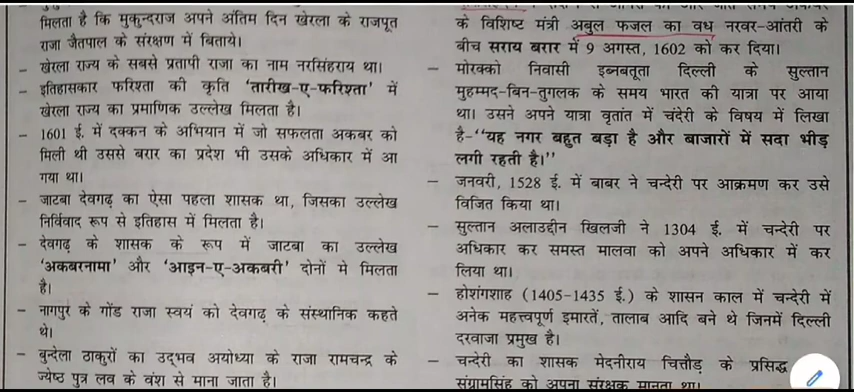 मिलता है कि मुकुन्दराज अपने अंतिम दिन खेरला के राजपूत
राजा जैतपाल के संरक्षण में बिताये।
– खेरला राज्य के सबसे प्रतापी राजा का नाम नरसिंहराय था।
– इतिहासकार फरिश्ता की कृति 'तारीख-ए-फरिश्ता' में
खेरला राज्य का प्रमाणिक उल्लेख मिलता है।
– 1601 ई. में दक्कन के अभियान में जो सफलता अकबर को
मिली थी उससे बरार का प्रदेश भी उसके अधिकार में आ
गया था।
– जाटबा देवगढ़ का ऐसा पहला शासक था, जिसका उल्लेख
निर्विवाद रूप से इतिहास में मिलता है।
– देवगढ़ के शासक के रूप में जाटबा का उल्लेख
'अकबरनामा' और 'आइन-ए-अकबरी' दोनों मे मिलता
है।
– नागपुर के गोंड राजा स्वयं को देवगढ़ के संस्थानिक कहते
थे।
– बुन्देला ठाकुरों का उद्भव अयोध्या के राजा रामचन्द्र के
ज्येष्ठ पुत्र लव के वंश से माना जाता है।
के विशिष्ट मंत्री अबुल फजल का वध नरवर-आंतरी के
बीच सराय बरार में 9 अगस्त, 1602 को कर दिया।
– मोरक्को निवासी इब्नबतूता दिल्ली के सुल्तान
मुहम्मद-बिन-तुगलक के समय भारत की यात्रा पर आया
था। उसने अपने यात्रा वृतांत में चंदेरी के विषय में लिखा
है-"यह नगर बहुत बड़ा है और बाजारों में सदा भीड़
लगी रहती है।"
– जनवरी, 1528 ई. में बाबर ने चन्देरी पर आक्रमण कर उसे
विजित किया था।
– सुल्तान अलाउद्दीन खिलजी ने 1304 ई. में चन्देरी पर
अधिकार कर समस्त मालवा को अपने अधिकार में कर
लिया था।
– होशंगशाह (1405-1435 ई.) के शासन काल में चन्देरी में
अनेक महत्त्वपूर्ण इमारतें, तालाब आदि बने थे जिनमें दिल्ली
दरवाजा प्रमुख है।
– चन्देरी का शासक मेदनीराय चित्तौड़ के प्रसिद्ध
संग्रामसिंह को अपना संरक्षक मानता था।